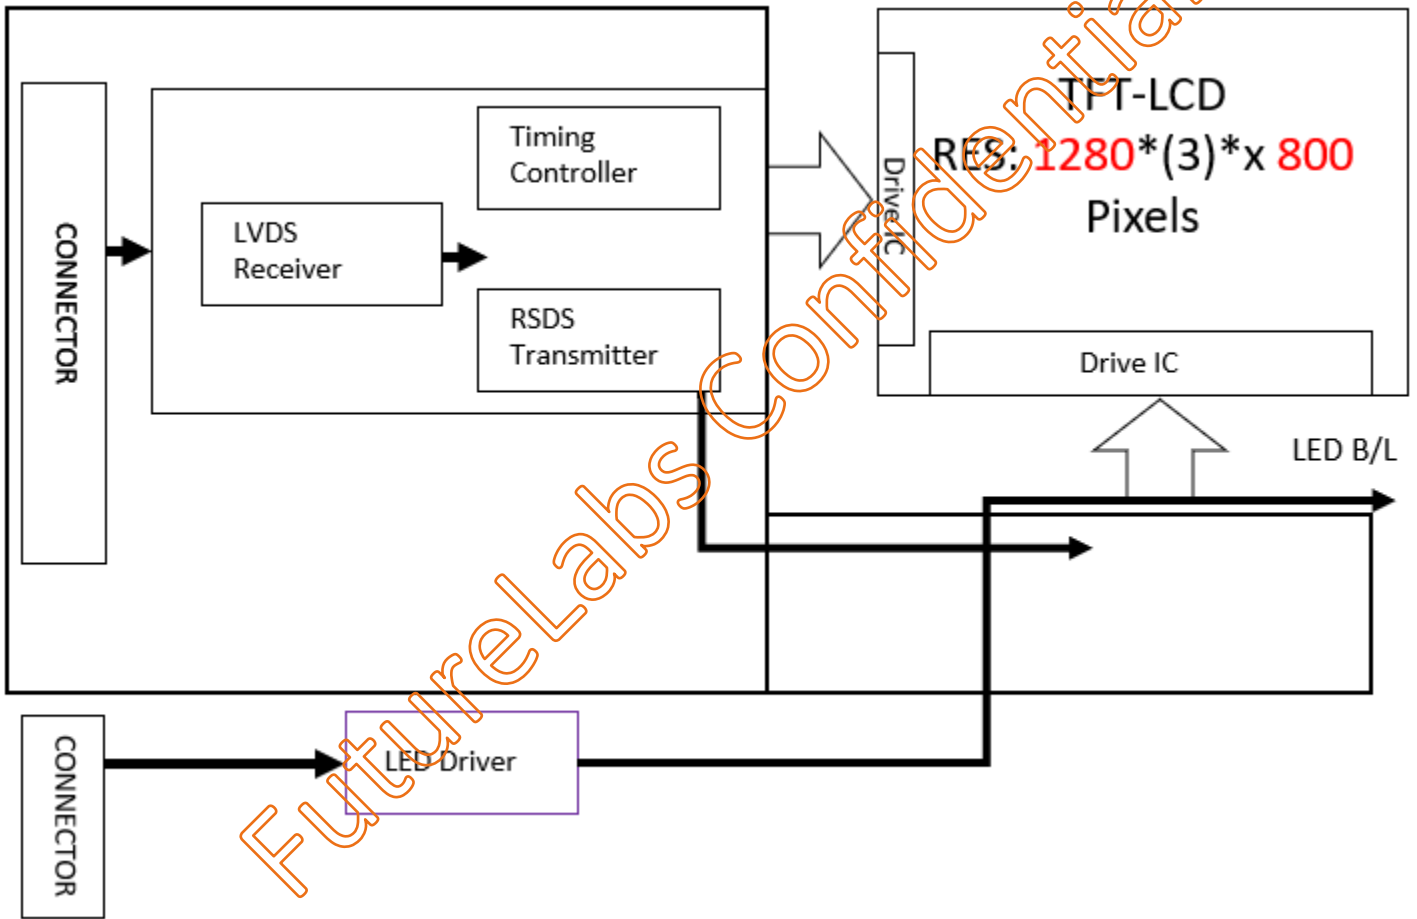 CONNECTOR
LVDS
Receiver
Timing
Controller
RSDS
Transmitter
Drive IC
TFT-LCD
RES: 1280*(3)*x 800
Pixels
Drive IC
LED B/L
CONNECTOR
LED Driver
FutureLabs Confidential